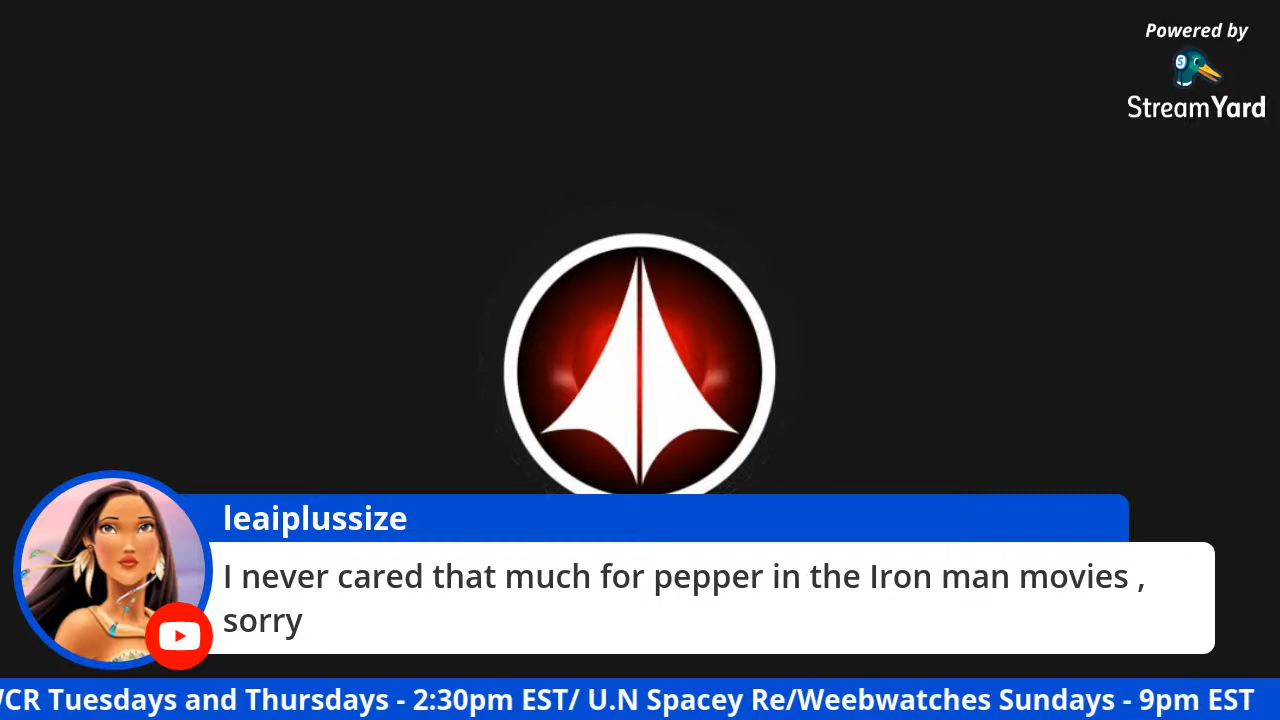 Powered by
StreamYard
leaiplussize
I never cared that much for pepper in the Iron man movies ,
sorry
CR Tuesdays and Thursdays - 2:30pm EST/ U.N Spacey Re/Weebwatches Sundays - 9pm EST